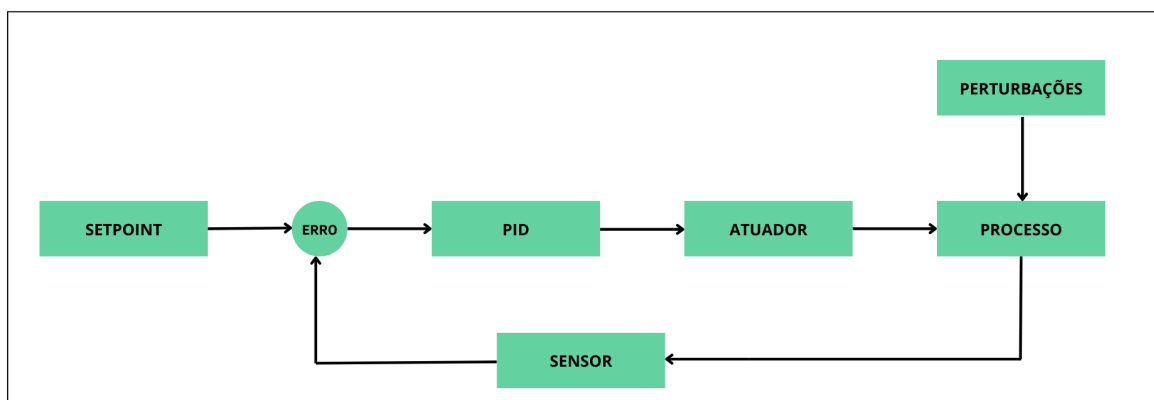 PERTURBAÇÕES
SETPOINT
ERRO
PID
ATUADOR
PROCESSO
SENSOR